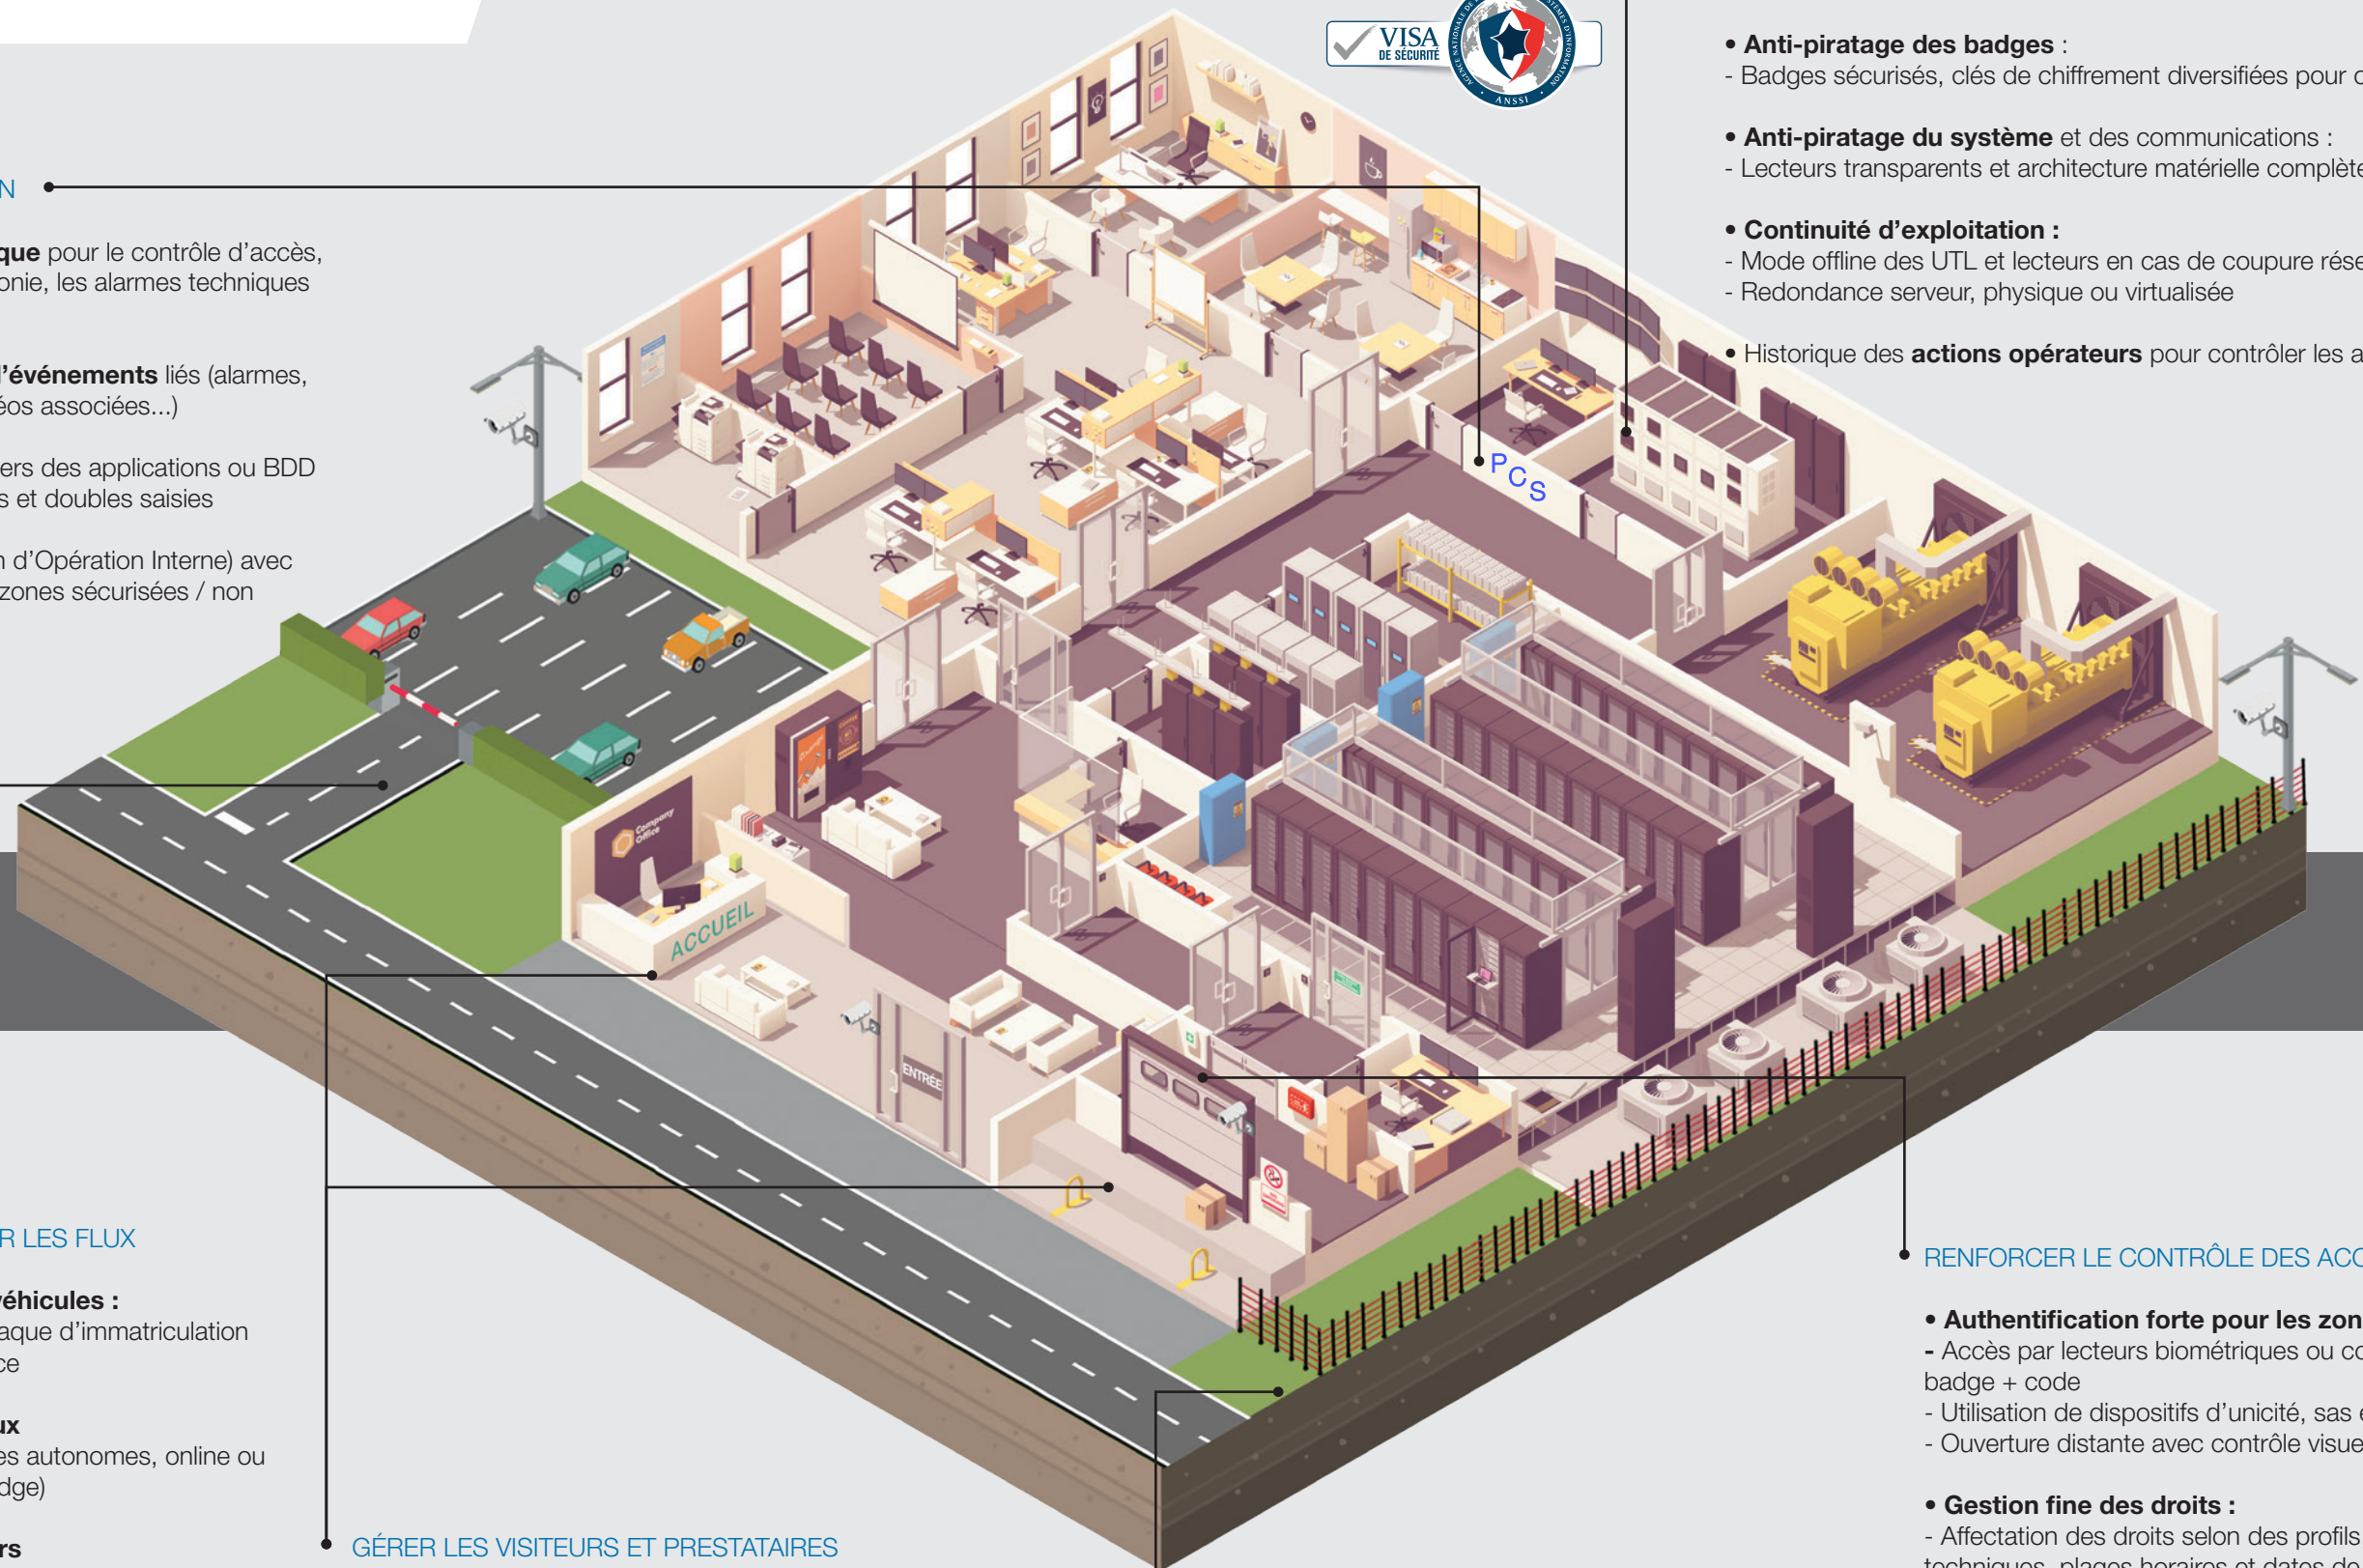 VISA
DE SÉCURITÉ
ANSSI
• Anti-piratage des badges :
- Badges sécurisés, clés de chiffrement diversifiées pour
• Anti-piratage du système et des communications :
- Lecteurs transparents et architecture matérielle complète
• Continuité d’exploitation :
- Mode offline des UTL et lecteurs en cas de coupure
- Redondance serveur, physique ou virtualisée
• Historique des actions opérateurs pour contrôler les
N
que pour le contrôle d’accès,
onie, les alarmes techniques
d’événements liés (alarmes,
éos associées...)
ers des applications ou BDD
s et doubles saisies
n d’Opération Interne) avec
zones sécurisées / non
PCS
Company
Office
ACCUEIL
ENTRÉE
R LES FLUX
véhicules :
aque d’immatriculation
ce
ux
es autonomes, online ou
dge)
rs
GÉRER LES VISITEURS ET PRESTATAIRES
RENFORCER LE CONTRÔLE DES
• Authentification forte pour les
- Accès par lecteurs biométriques ou
badge + code
- Utilisation de dispositifs d’unicité, sas
- Ouverture distante avec contrôle
• Gestion fine des droits :
- Affectation des droits selon des profils
techniques, plages horaires et dates de